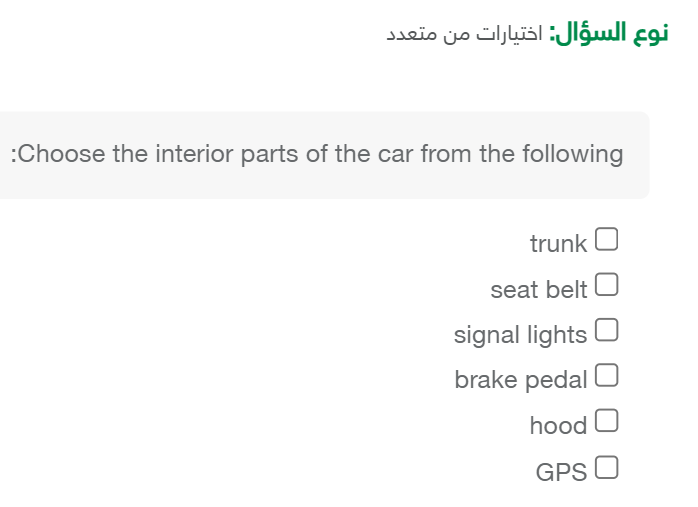 نوع السؤال: اختيارات من متعدد
:Choose the interior parts of the car from the following
trunk
seat belt
signal lights
brake pedal
hood
GPS